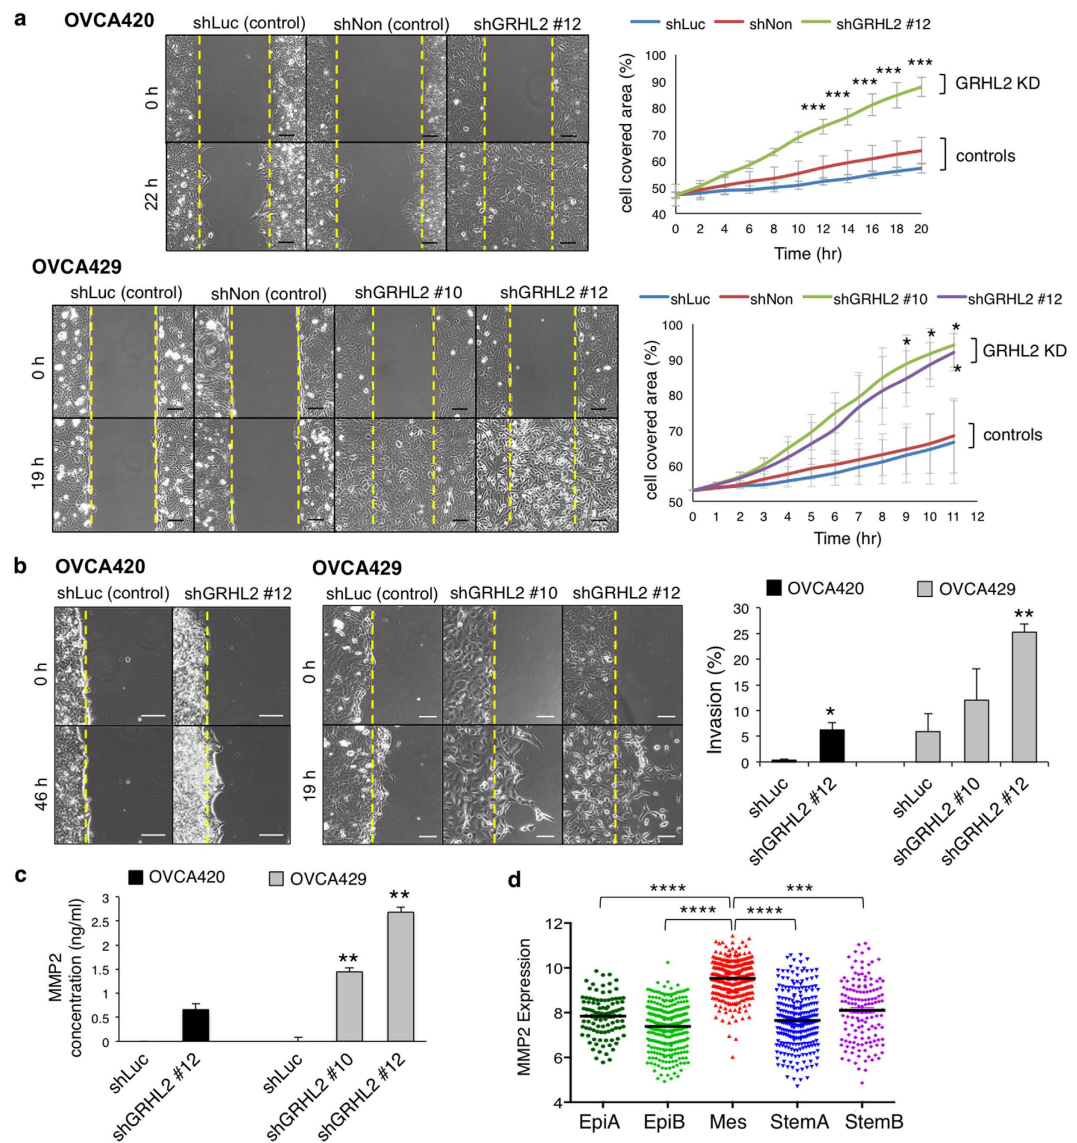 a
OVCA420
shLuc (control) shNon (control) shGRHL2 #12
0 h
22 h
shLuc shNon shGRHL2 #12
cell covered area (%)
100
90
80
70
60
50
40
*** *** *** *** ***
GRHL2 KD
controls
0 2 4 6 8 10 12 14 16 18 20
Time (hr)
OVCA429
shLuc (control) shNon (control) shGRHL2 #10 shGRHL2 #12
0 h
19 h
shLuc shNon shGRHL2 #10 shGRHL2 #12
cell covered area (%)
100
90
80
70
60
50
* * *
*
GRHL2 KD
controls
0 1 2 3 4 5 6 7 8 9 10 11 12
Time (hr)
b
OVCA420
shLuc (control) shGRHL2 #12
0 h
46 h
OVCA429
shLuc (control) shGRHL2 #10 shGRHL2 #12
0 h
19 h
OVCA420 OVCA429
Invasion (%)
30
25
20
15
10
5
0
* **
shLuc shGRHL2 #12 shLuc shGRHL2 #10 shGRHL2 #12
c
OVCA420 OVCA429
MMP2
concentration (ng/ml)
3
2.5
2
1.5
1
0.5
0
** **
shLuc shGRHL2 #12 shLuc shGRHL2 #10 shGRHL2 #12
d
**** ***
**** ****
MMP2 Expression
12
10
8
6
4
EpiA EpiB Mes StemA StemB